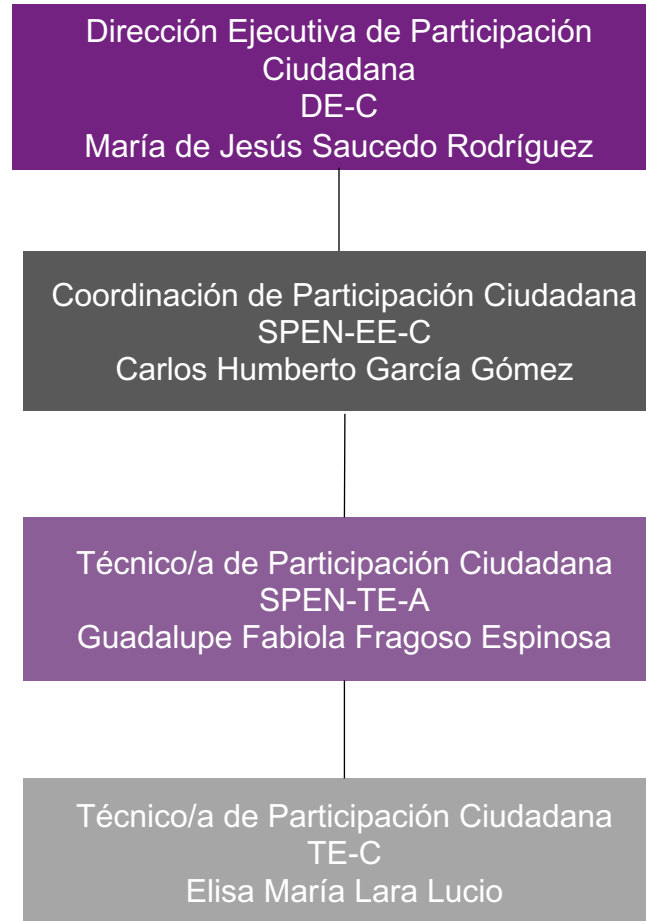 Dirección Ejecutiva de Participación
Ciudadana
DE-C
María de Jesús Saucedo Rodríguez
Coordinación de Participación Ciudadana
SPEN-EE-C
Carlos Humberto García Gómez
Técnico/a de Participación Ciudadana
SPEN-TE-A
Guadalupe Fabiola Fragoso Espinosa
Técnico/a de Participación Ciudadana
TE-C
Elisa María Lara Lucio